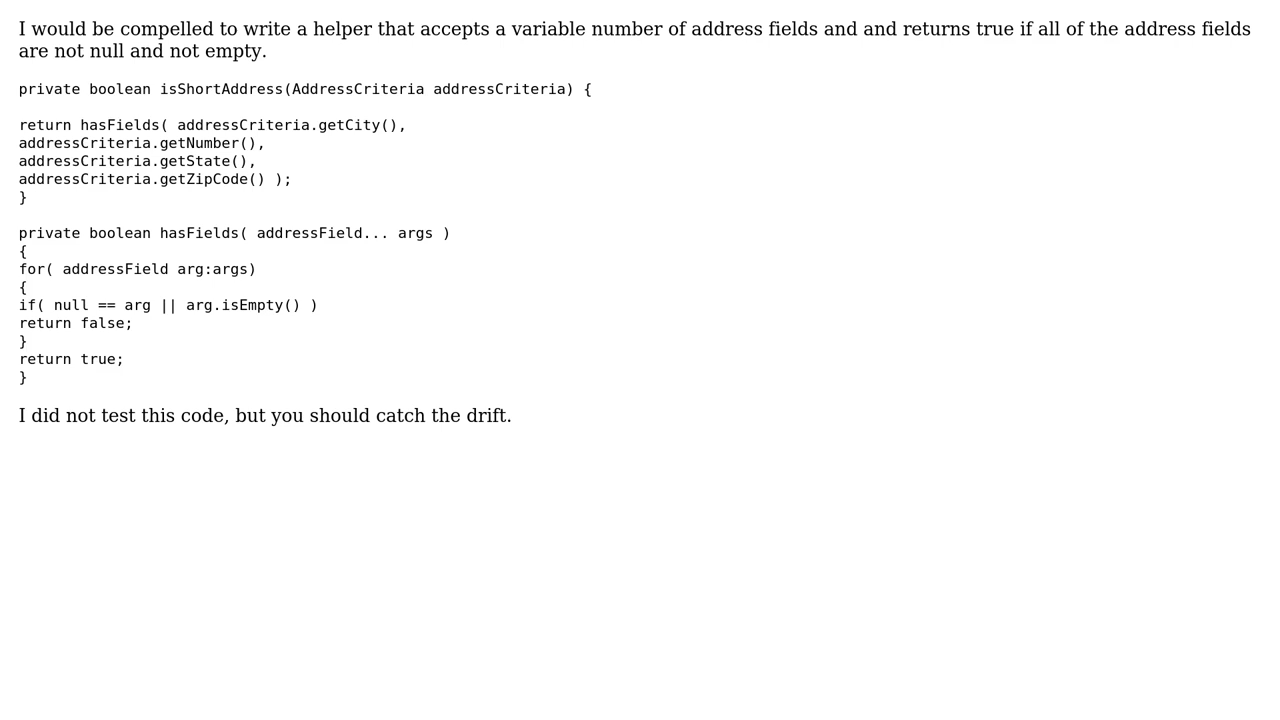 I would be compelled to write a helper that accepts a variable number of address fields and and returns true if all of the address fields
are not null and not empty.
private boolean isShortAddress(AddressCriteria addressCriteria) {
return hasFields( addressCriteria.getCity(),
addressCriteria.getNumber(),
addressCriteria.getState(),
addressCriteria.getZipCode() );
}
private boolean hasFields( addressField... args )
{
for( addressField arg:args)
{
if( null == arg || arg.isEmpty() )
return false;
}
return true;
}
I did not test this code, but you should catch the drift.